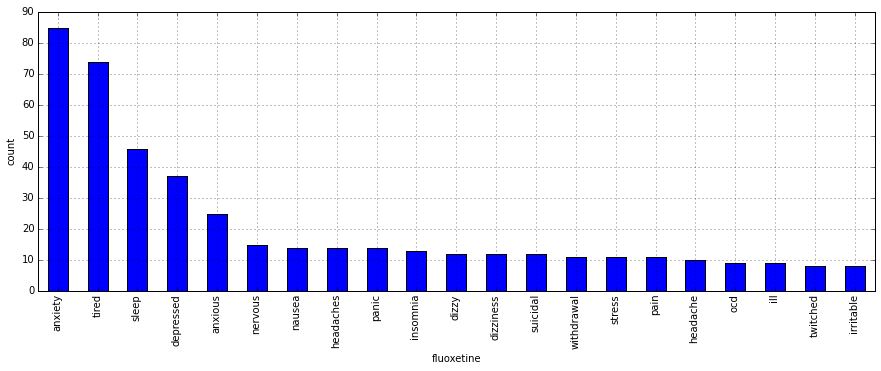 90
80
70
60
50
40
30
20
10
0
count
anxiety
tired
sleep
depressed
anxious
nervous
nausea
headaches
panic
insomnia
dizzy
dizziness
suicidal
withdrawal
stress
pain
headache
ocd
ill
twitched
irritable
fluoxetine